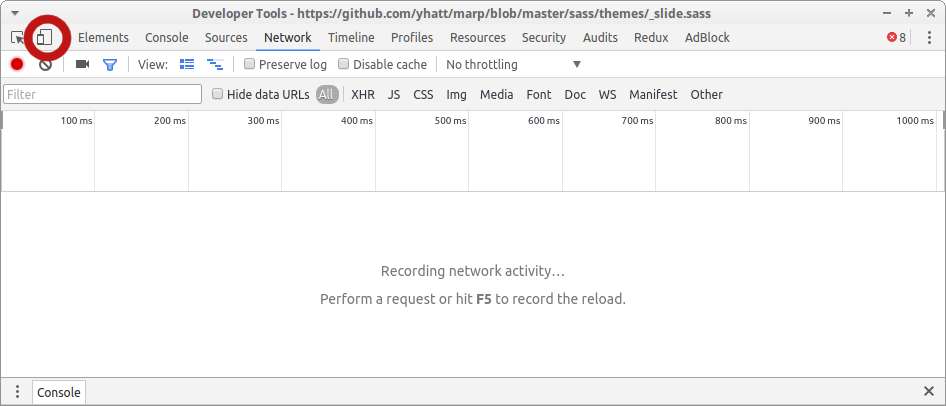 Developer Tools - https://github.com/yhatt/marp/blob/master/sass/themes/_slide.sass
Elements Console Sources Network Timeline Profiles Resources Security Audits Redux AdBlock 8
View: Preserve log Disable cache No throttling
Filter Hide data URLs All XHR JS CSS Img Media Font Doc WS Manifest Other
100 ms 200 ms 300 ms 400 ms 500 ms 600 ms 700 ms 800 ms 900 ms 1000 ms
Recording network activity…
Perform a request or hit F5 to record the reload.
Console